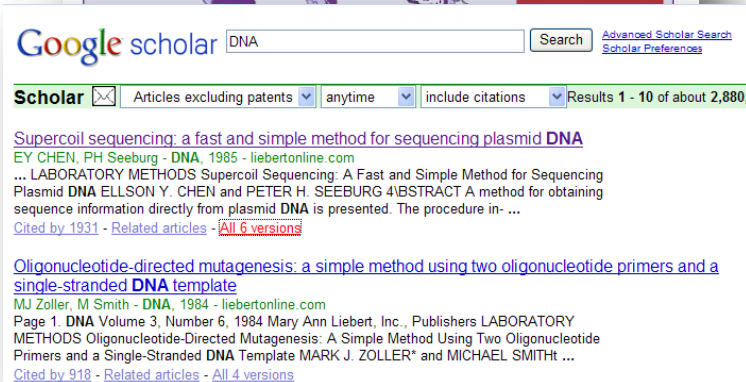 Google scholar DNA Search Advanced Scholar Search
Scholar Preferences
Scholar Articles excluding patents anytime include citations Results 1 - 10 of about 2,880,
Supercoil sequencing: a fast and simple method for sequencing plasmid DNA
EY CHEN, PH Seeburg - DNA, 1985 - liebertonline.com
... LABORATORY METHODS Supercoil Sequencing: A Fast and Simple Method for Sequencing
Plasmid DNA ELLSON Y. CHEN and PETER H. SEEBURG 4\BSTRACT A method for obtaining
sequence information directly from plasmid DNA is presented. The procedure in- ...
Cited by 1931 - Related articles - All 6 versions
Oligonucleotide-directed mutagenesis: a simple method using two oligonucleotide primers and a
single-stranded DNA template
MJ Zoller, M Smith - DNA, 1984 - liebertonline.com
Page 1. DNA Volume 3, Number 6, 1984 Mary Ann Liebert, Inc., Publishers LABORATORY
METHODS Oligonucleotide-Directed Mutagenesis: A Simple Method Using Two Oligonucleotide
Primers and a Single-Stranded DNA Template MARK J. ZOLLER* and MICHAEL SMITHt ...
Cited by 918 - Related articles - All 4 versions